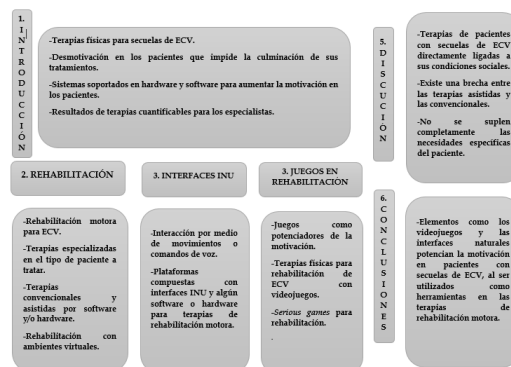 1.
I
N
T
R
O
D
U
C
C
I
Ó
N
-Terapias físicas para secuelas de ECV.
-Desmotivación en los pacientes que impide la culminación de sus
tratamientos.
-Sistemas soportados en hardware y software para aumentar la motivación en
los pacientes.
-Resultados de terapias cuantificables para los especialistas.
2. REHABILITACIÓN
3. INTERFACES INU
3. JUEGOS EN
REHABILITACIÓN
-Rehabilitación motora
para ECV.
-Terapias especializadas
en el tipo de paciente a
tratar.
-Terapias
convencionales y
asistidas por software
y/o hardware.
-Rehabilitación con
ambientes virtuales.
-Interacción por medio
de movimientos o
comandos de voz.
-Plataformas
compuestas con
interfaces INU y algún
software o hardware
para terapias de
rehabilitación motora.
-Juegos como
potenciadores de la
motivación.
-Terapias físicas para
rehabilitación de
ECV con
videojuegos.
-Serious games para
rehabilitación.
.
5.
D
I
S
C
U
C
I
Ó
N
-Terapias de pacientes
con secuelas de ECV
directamente ligadas a
sus condiciones sociales.
-Existe una brecha entre
las terapias asistidas y
las convencionales.
-No se suplen
completamente las
necesidades específicas
del paciente.
6.
C
O
N
C
L
U
S
I
O
N
E
S
-Elementos como los
videojuegos y las
interfaces naturales
potencian la motivación
en pacientes con
secuelas de ECV, al ser
utilizados como
herramientas en las
terapias de
rehabilitación motora.